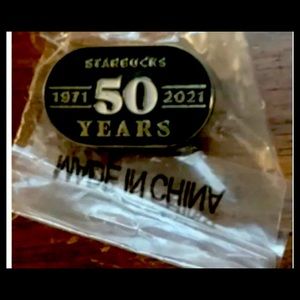 STARBUCKS
1971 50 2021
YEARS
MADE IN CHINA